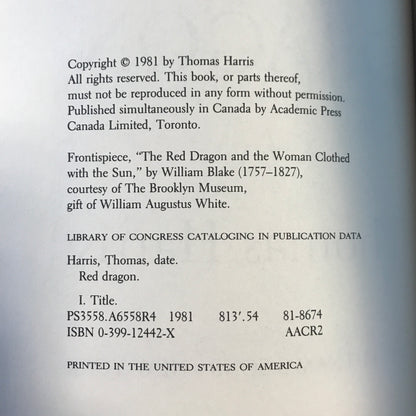 Copyright © 1981 by Thomas Harris
All rights reserved. This book, or parts thereof,
must not be reproduced in any form without permission.
Published simultaneously in Canada by Academic Press
Canada Limited, Toronto.
Frontispiece, "The Red Dragon and the Woman Clothed
with the Sun," by William Blake (1757–1827),
courtesy of The Brooklyn Museum,
gift of William Augustus White.
LIBRARY OF CONGRESS CATALOGING IN PUBLICATION DATA
Harris, Thomas, date.
Red dragon.
I. Title.
PS3558.A6558R4 1981 813'.54 81-8674
ISBN 0-399-12442-X AACR2
PRINTED IN THE UNITED STATES OF AMERICA